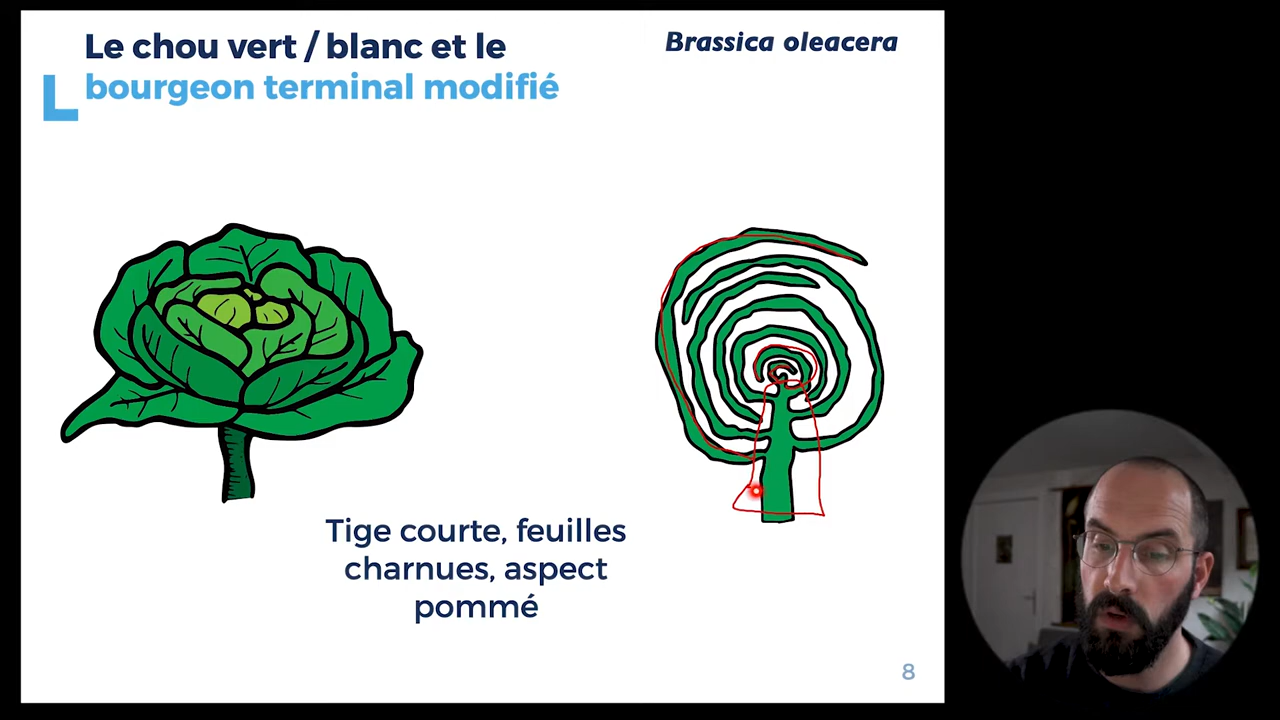 Le chou vert / blanc et le
bourgeon terminal modifié
Brassica oleacera
Tige courte, feuilles
charnues, aspect
pommé
8